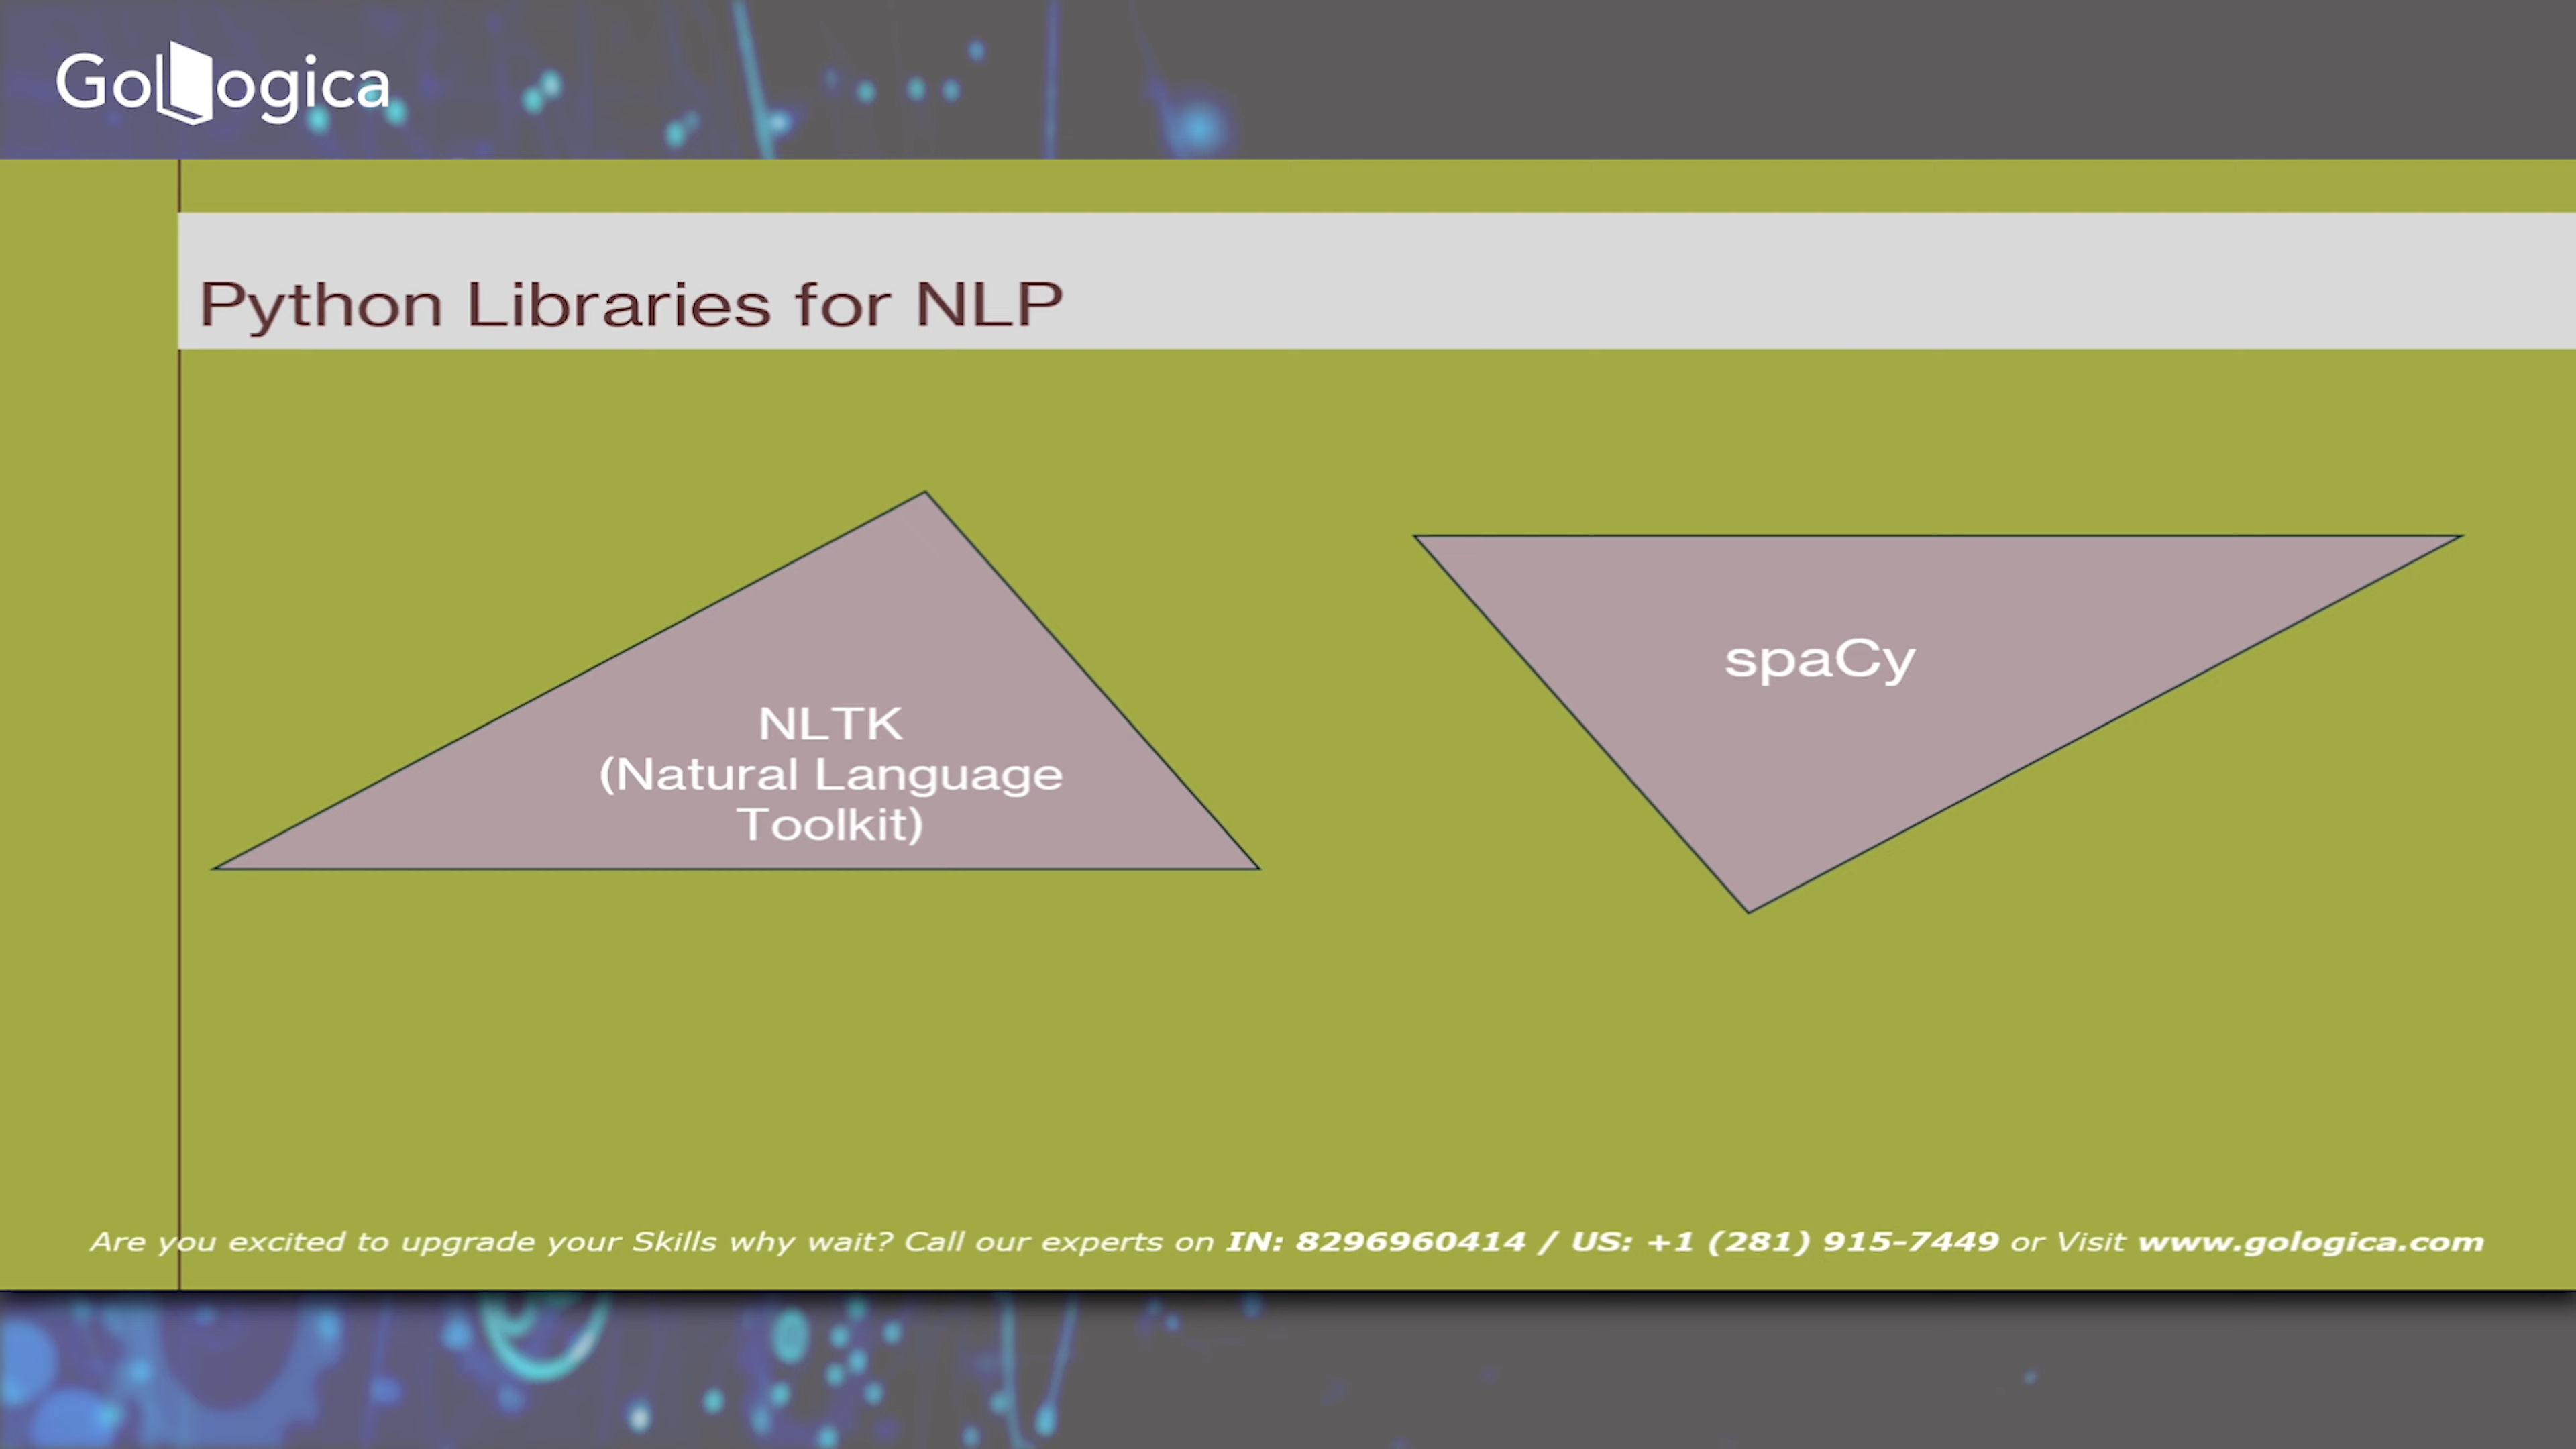 GoLogica
Python Libraries for NLP
NLTK
(Natural Language
Toolkit)
spaCy
Are you excited to upgrade your Skills why wait? Call our experts on IN: 8296960414 / US: +1 (281) 915-7449 or Visit www.gologica.com